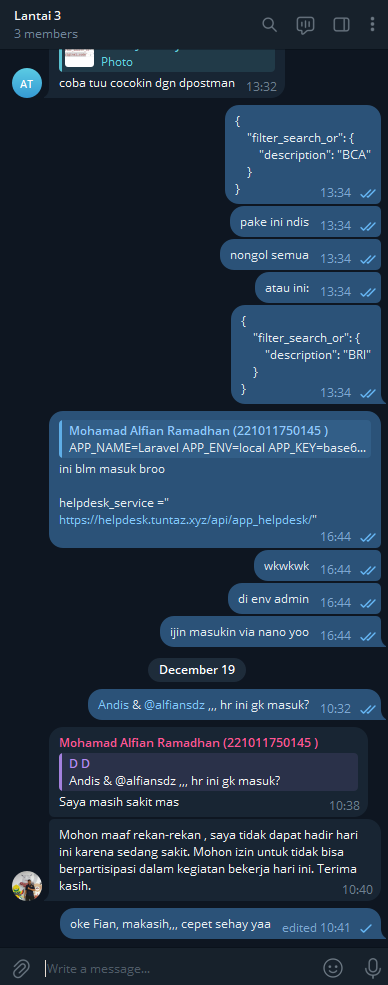 Lantai 3
3 members
Photo
coba tuu cocokin dgn dpostman 13:32
AT
{
"filter_search_or": {
"description": "BCA"
}
} 13:34
pake ini ndis 13:34
nongol semua 13:34
atau ini: 13:34
{
"filter_search_or": {
"description": "BRI"
}
} 13:34
Mohamad Alfian Ramadhan (221011750145 )
APP_NAME=Laravel APP_ENV=local APP_KEY=base6...
ini blm masuk broo
helpdesk_service ="
https://helpdesk.tuntaz.xyz/api/app_helpdesk/"
16:44
wkwkwk 16:44
di env admin 16:44
ijin masukin via nano yoo 16:44
December 19
Andis & @alfiansdz ,,, hr ini gk masuk? 10:32
Mohamad Alfian Ramadhan (221011750145 )
D D
Andis & @alfiansdz ,,, hr ini gk masuk?
Saya masih sakit mas 10:38
Mohon maaf rekan-rekan , saya tidak dapat hadir hari
ini karena sedang sakit. Mohon izin untuk tidak bisa
berpartisipasi dalam kegiatan bekerja hari ini. Terima
kasih. 10:40
oke Fian, makasih,,, cepet sehay yaa edited 10:41
Write a message...